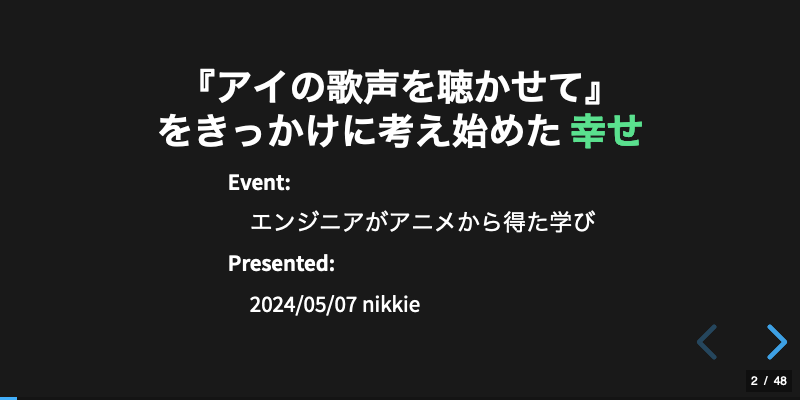 『アイの歌声を聴かせて』
をきっかけに考え始めた 幸せ
Event:
エンジニアがアニメから得た学び
Presented:
2024/05/07 nikkie
2 / 48